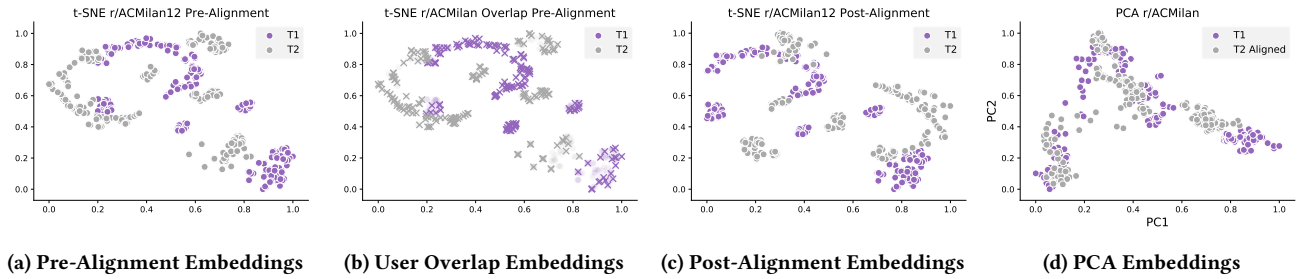 t-SNE r/ACMilan12 Pre-Alignment
T1
T2
1.0
0.8
0.6
0.4
0.2
0.0
0.0 0.2 0.4 0.6 0.8 1.0
(a) Pre-Alignment Embeddings
t-SNE r/ACMilan Overlap Pre-Alignment
T1
T2
1.0
0.8
0.6
0.4
0.2
0.0
0.0 0.2 0.4 0.6 0.8 1.0
(b) User Overlap Embeddings
t-SNE r/ACMilan12 Post-Alignment
T1
T2
1.0
0.8
0.6
0.4
0.2
0.0
0.0 0.2 0.4 0.6 0.8 1.0
(c) Post-Alignment Embeddings
PCA r/ACMilan
T1
T2 Aligned
PC2
1.0
0.8
0.6
0.4
0.2
0.0
0.0 0.2 0.4 0.6 0.8 1.0
PC1
(d) PCA Embeddings